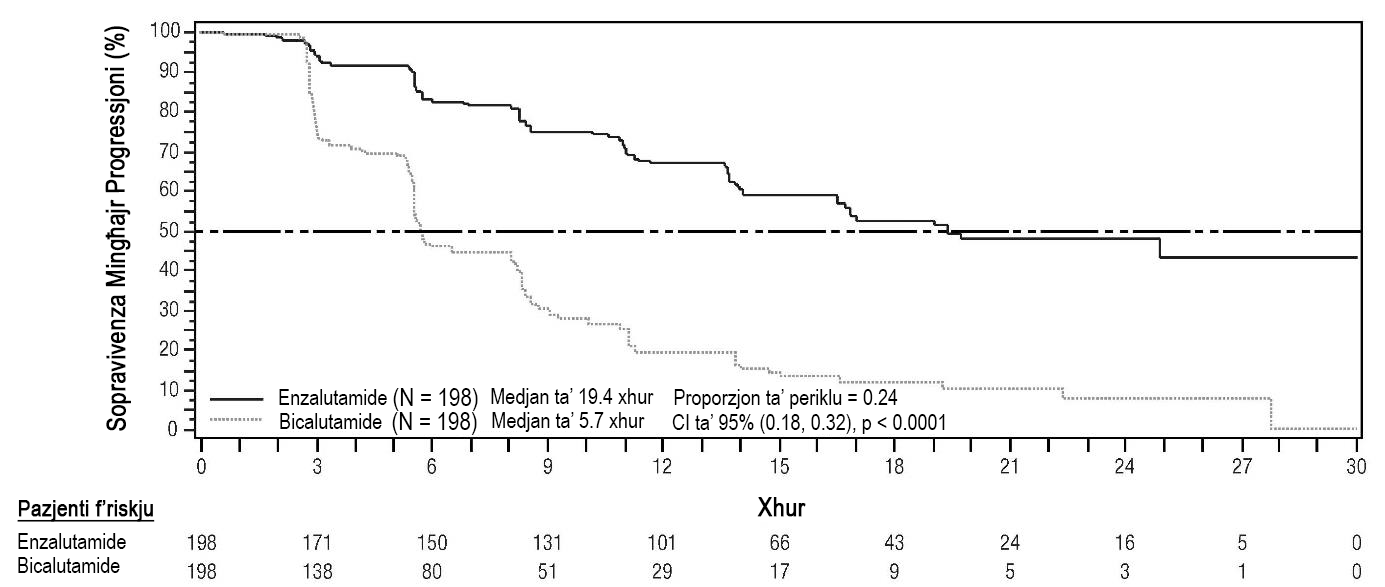 Sopravivenza Mingħajr Progressjoni (%)
100
90
80
70
60
50
40
30
20
10
0
Enzalutamide (N = 198) Medjan ta’ 19.4 xhur Proporzjon ta’ periklu = 0.24
Bicalutamide (N = 198) Medjan ta’ 5.7 xhur CI ta’ 95% (0.18, 0.32), p < 0.0001
0 3 6 9 12 15 18 21 24 27 30
Xhur
Pazjenti f’riskju
Enzalutamide 198 171 150 131 101 66 43 24 16 5 0
Bicalutamide 198 138 80 51 29 17 9 5 3 1 0